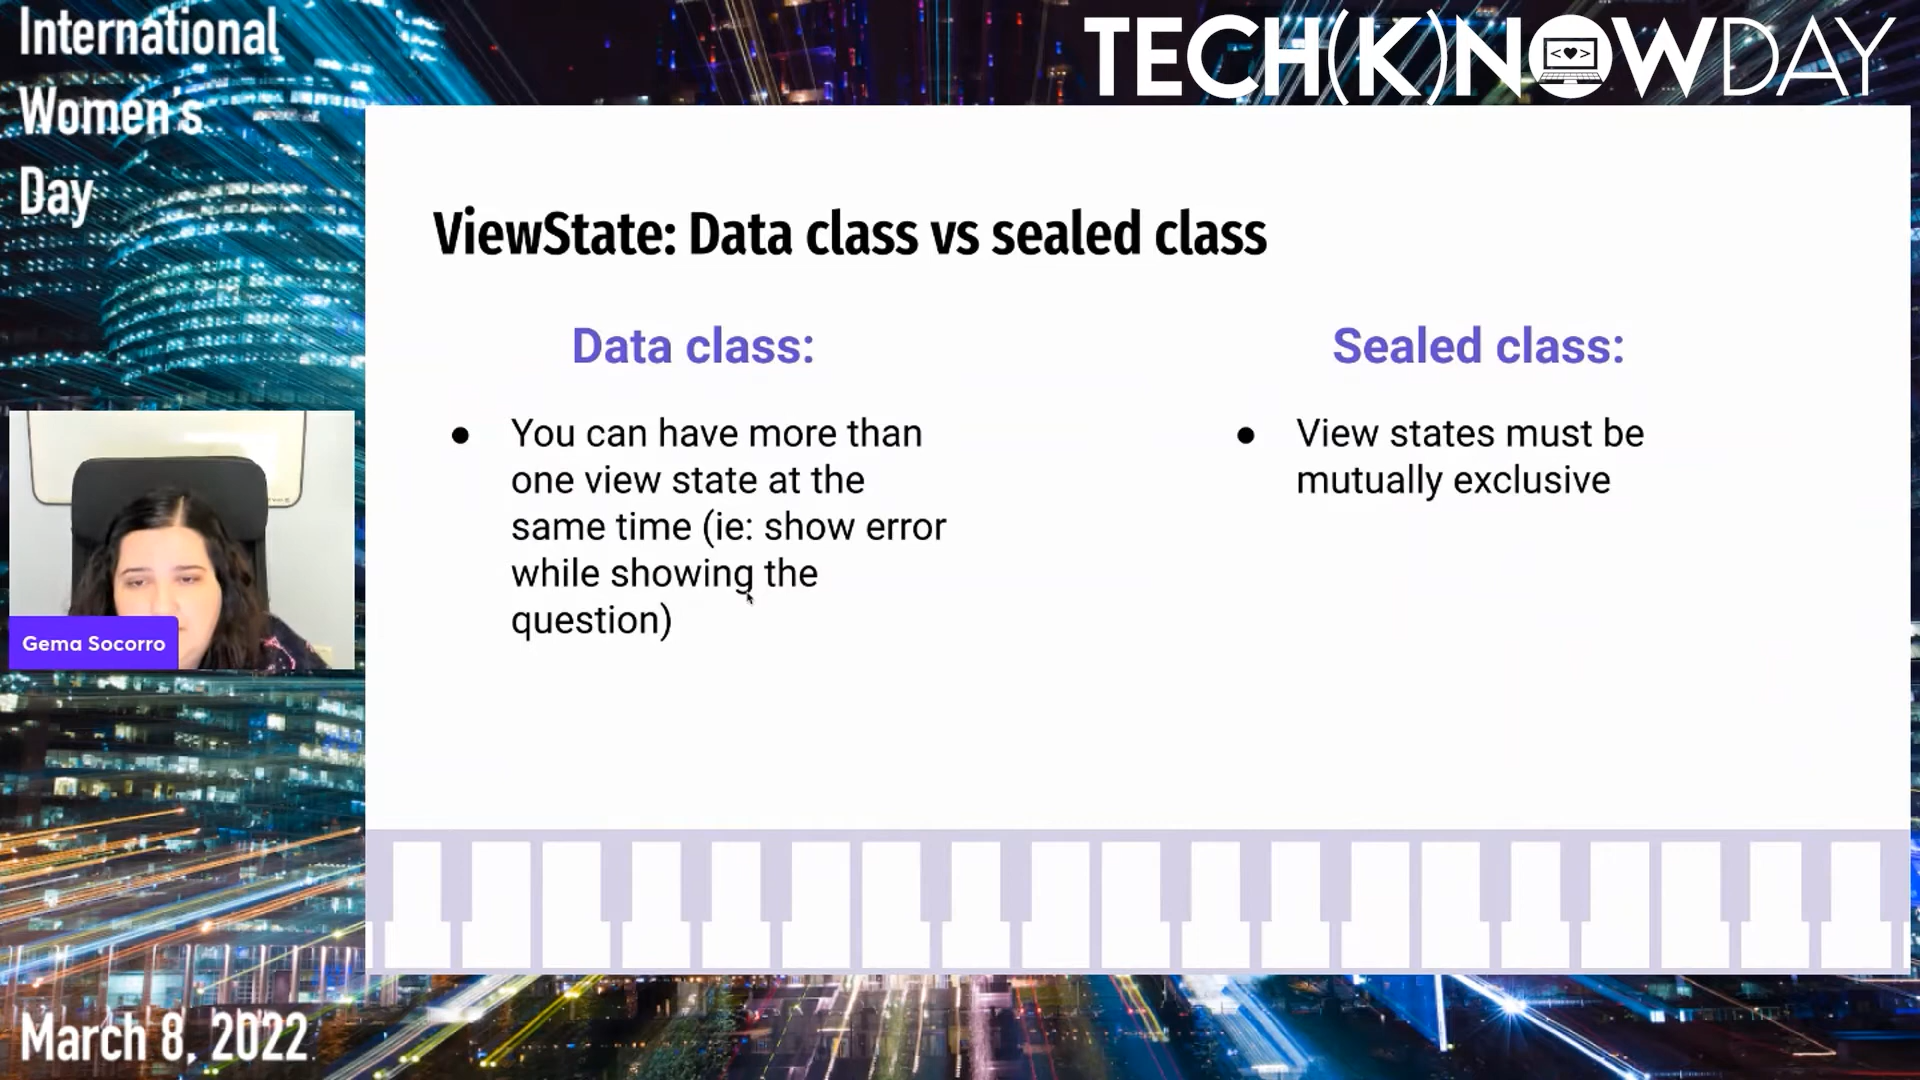 International
Women's
Day
TECH(K)NOWDAY
<♥>
ViewState: Data class vs sealed class
Data class:
● You can have more than
one view state at the
same time (ie: show error
while showing the
question)
Sealed class:
● View states must be
mutually exclusive
Gema Socorro
March 8, 2022